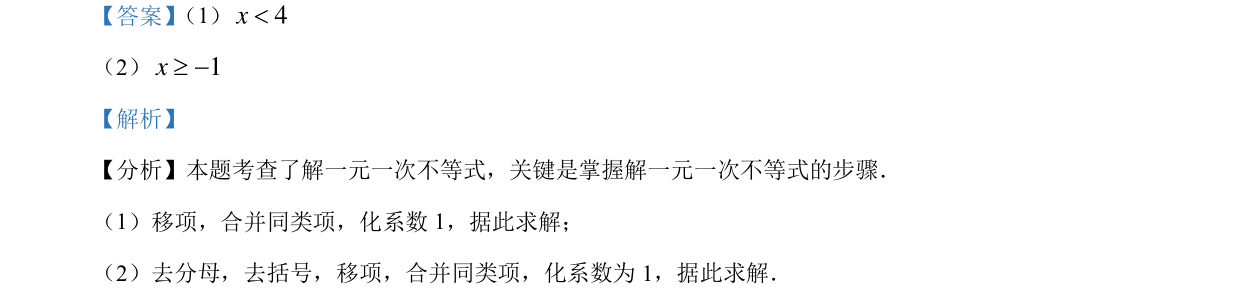 【答案】（1）x < 4
（2）x ≥ −1
【解析】
【分析】本题考查了解一元一次不等式，关键是掌握解一元一次不等式的步骤．
（1）移项，合并同类项，化系数 1，据此求解；
（2）去分母，去括号，移项，合并同类项，化系数为 1，据此求解．